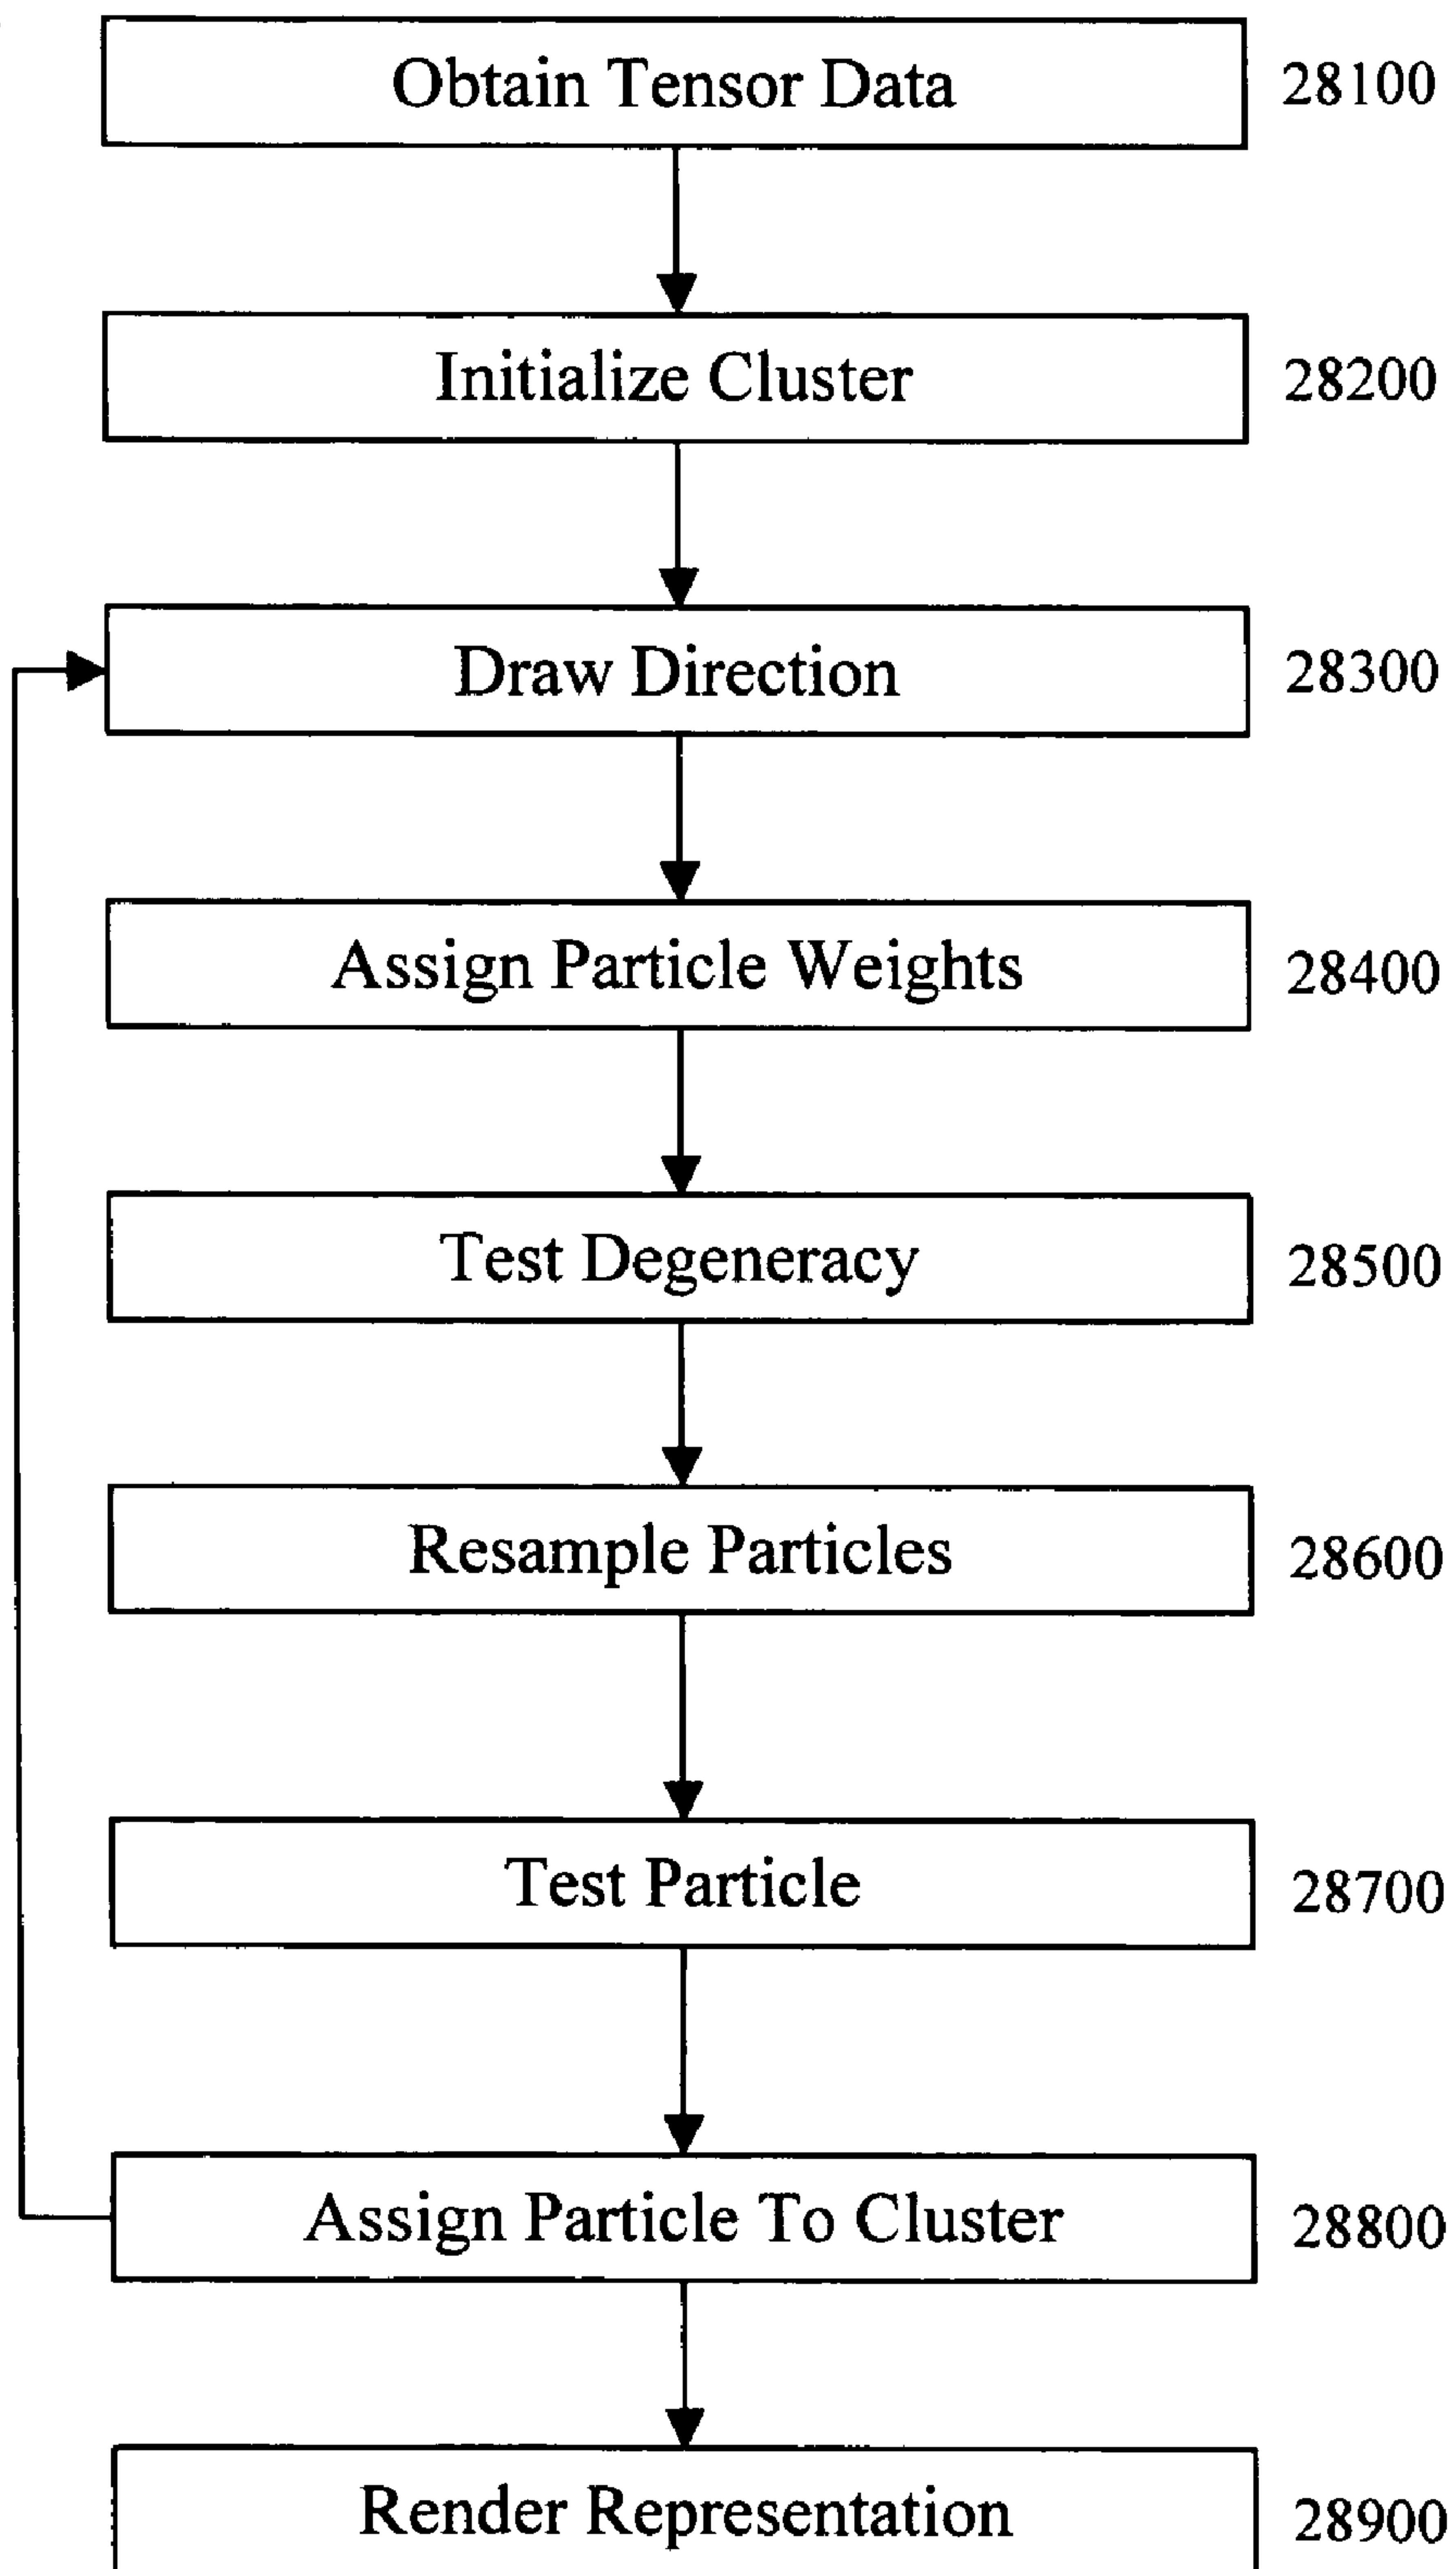 Obtain Tensor Data 28100
Initialize Cluster 28200
Draw Direction 28300
Assign Particle Weights 28400
Test Degeneracy 28500
Resample Particles 28600
Test Particle 28700
Assign Particle To Cluster 28800
Render Representation 28900